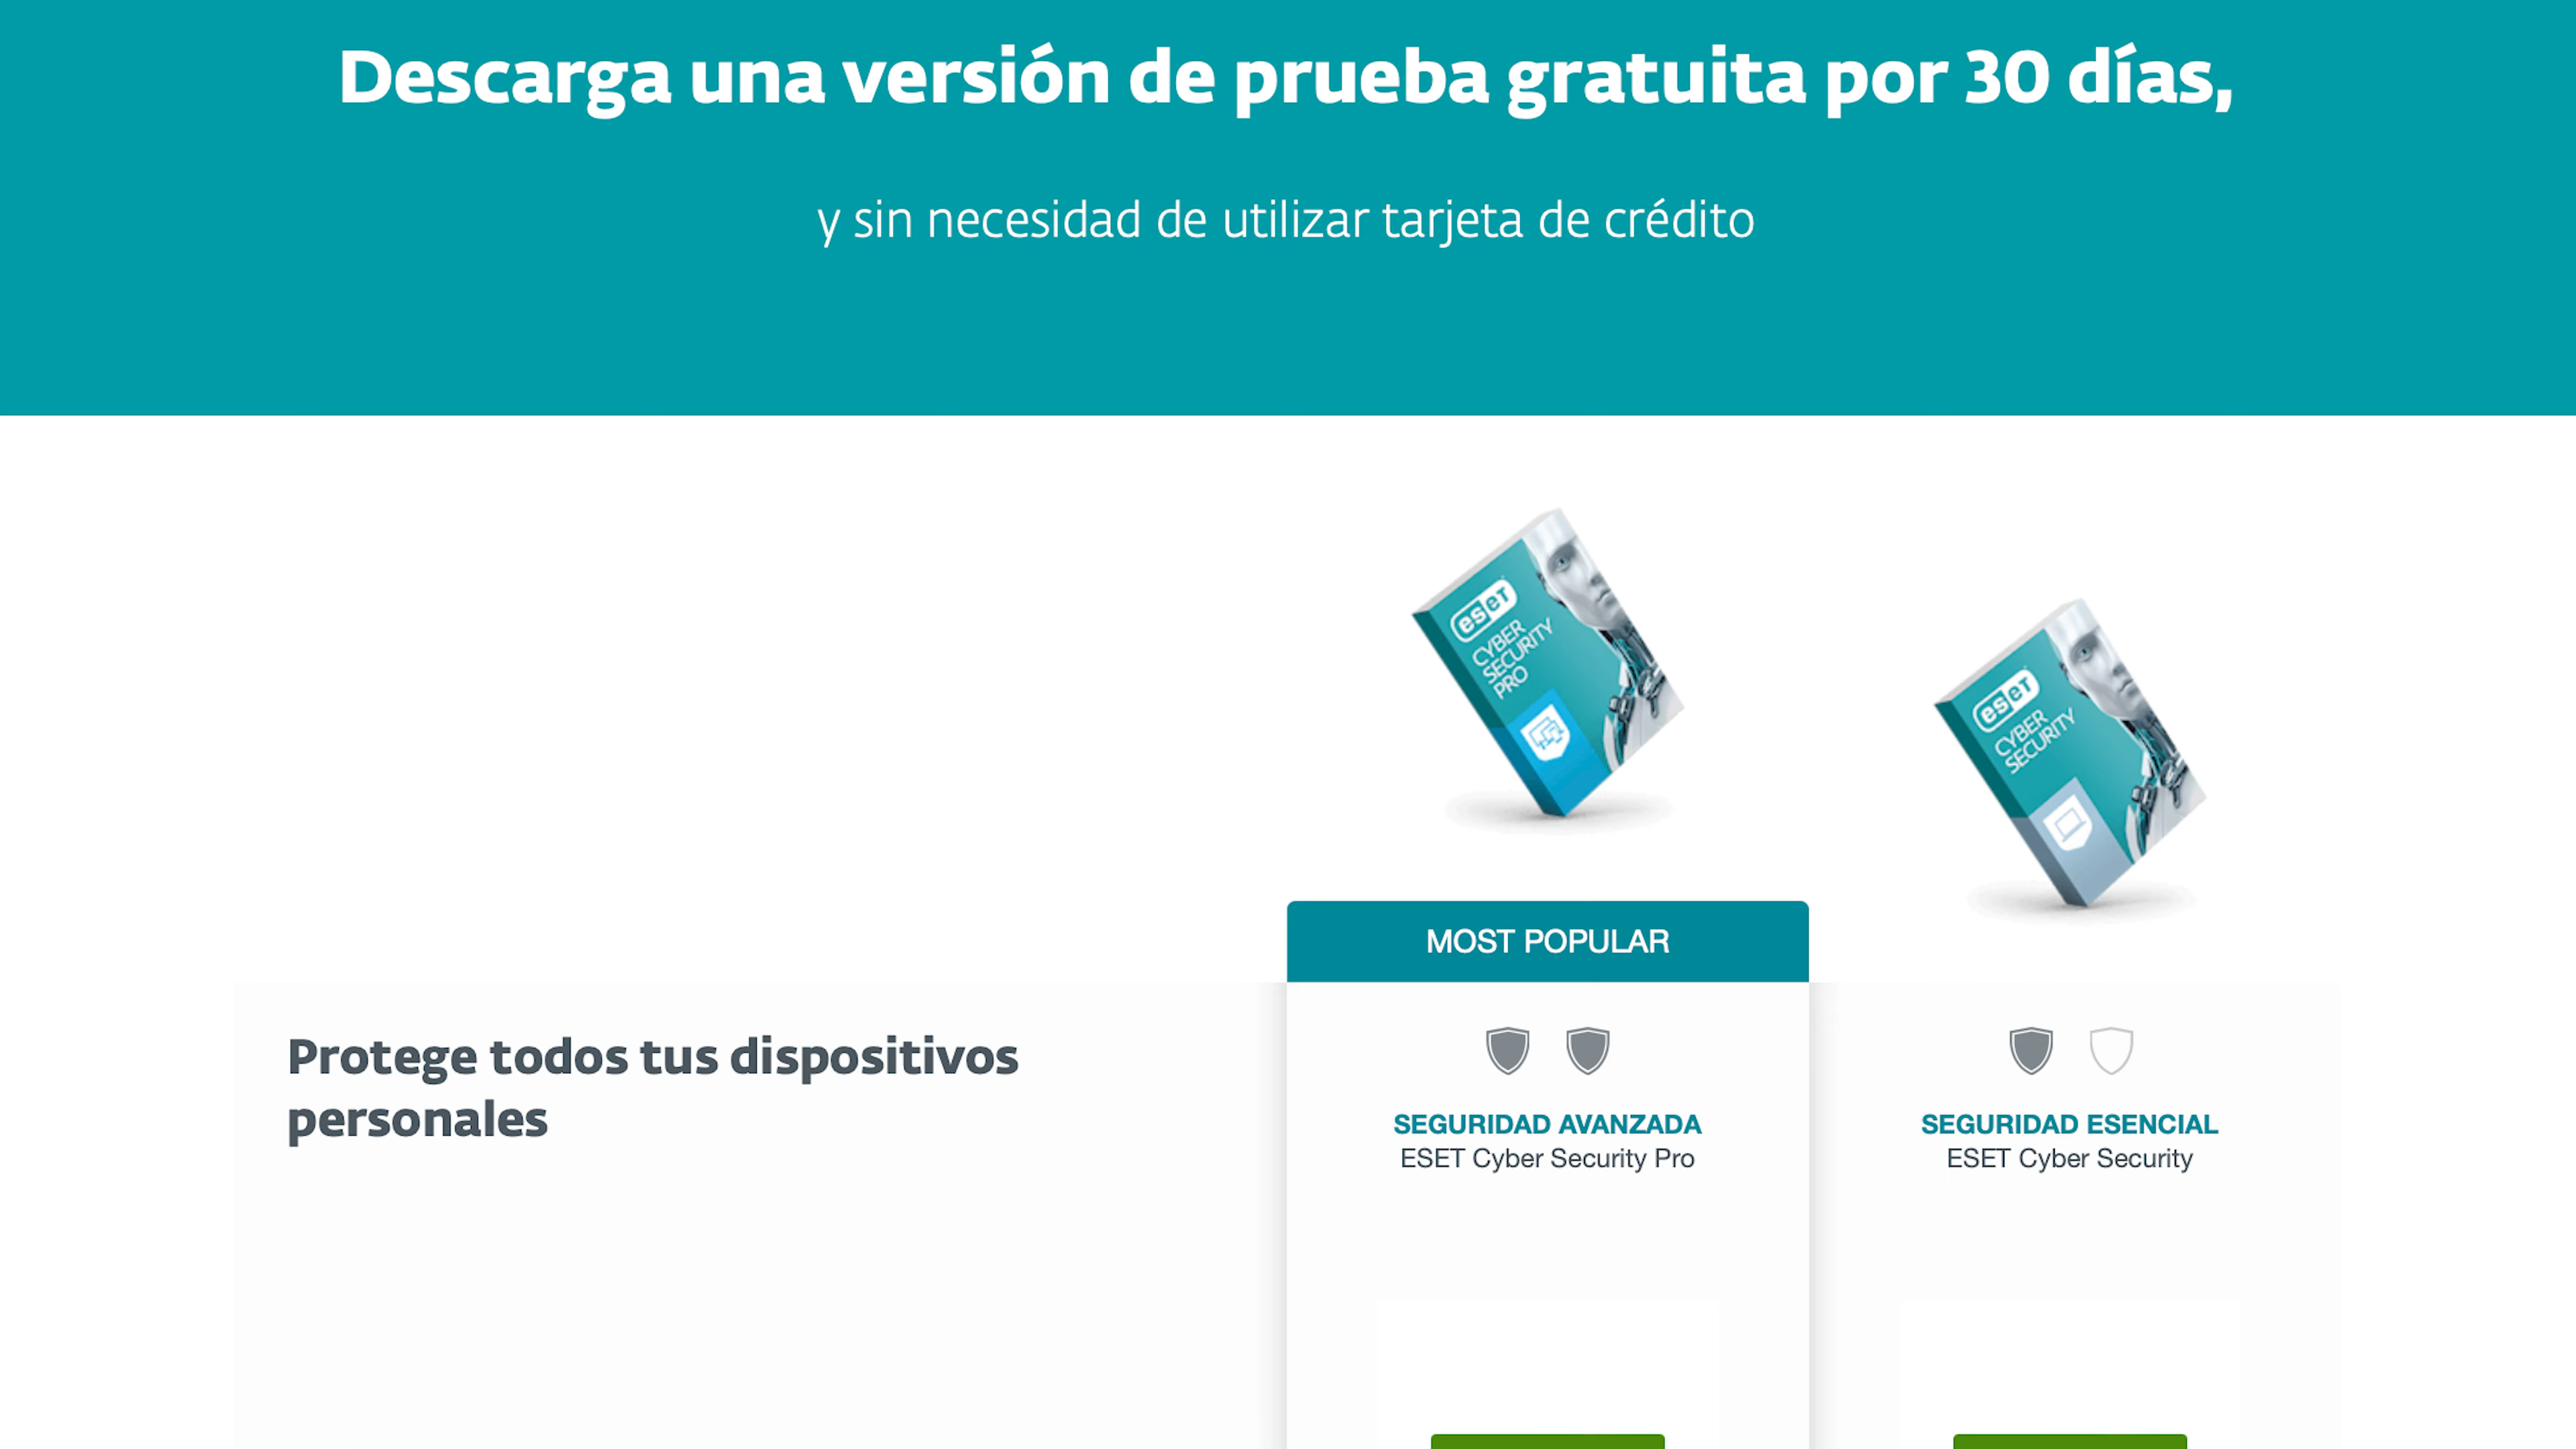 Descarga una versión de prueba gratuita por 30 días,
y sin necesidad de utilizar tarjeta de crédito
eseT
CYBER
SECURITY
PRO
eseT
CYBER
SECURITY
MOST POPULAR
Protege todos tus dispositivos
personales
SEGURIDAD AVANZADA
ESET Cyber Security Pro
SEGURIDAD ESENCIAL
ESET Cyber Security